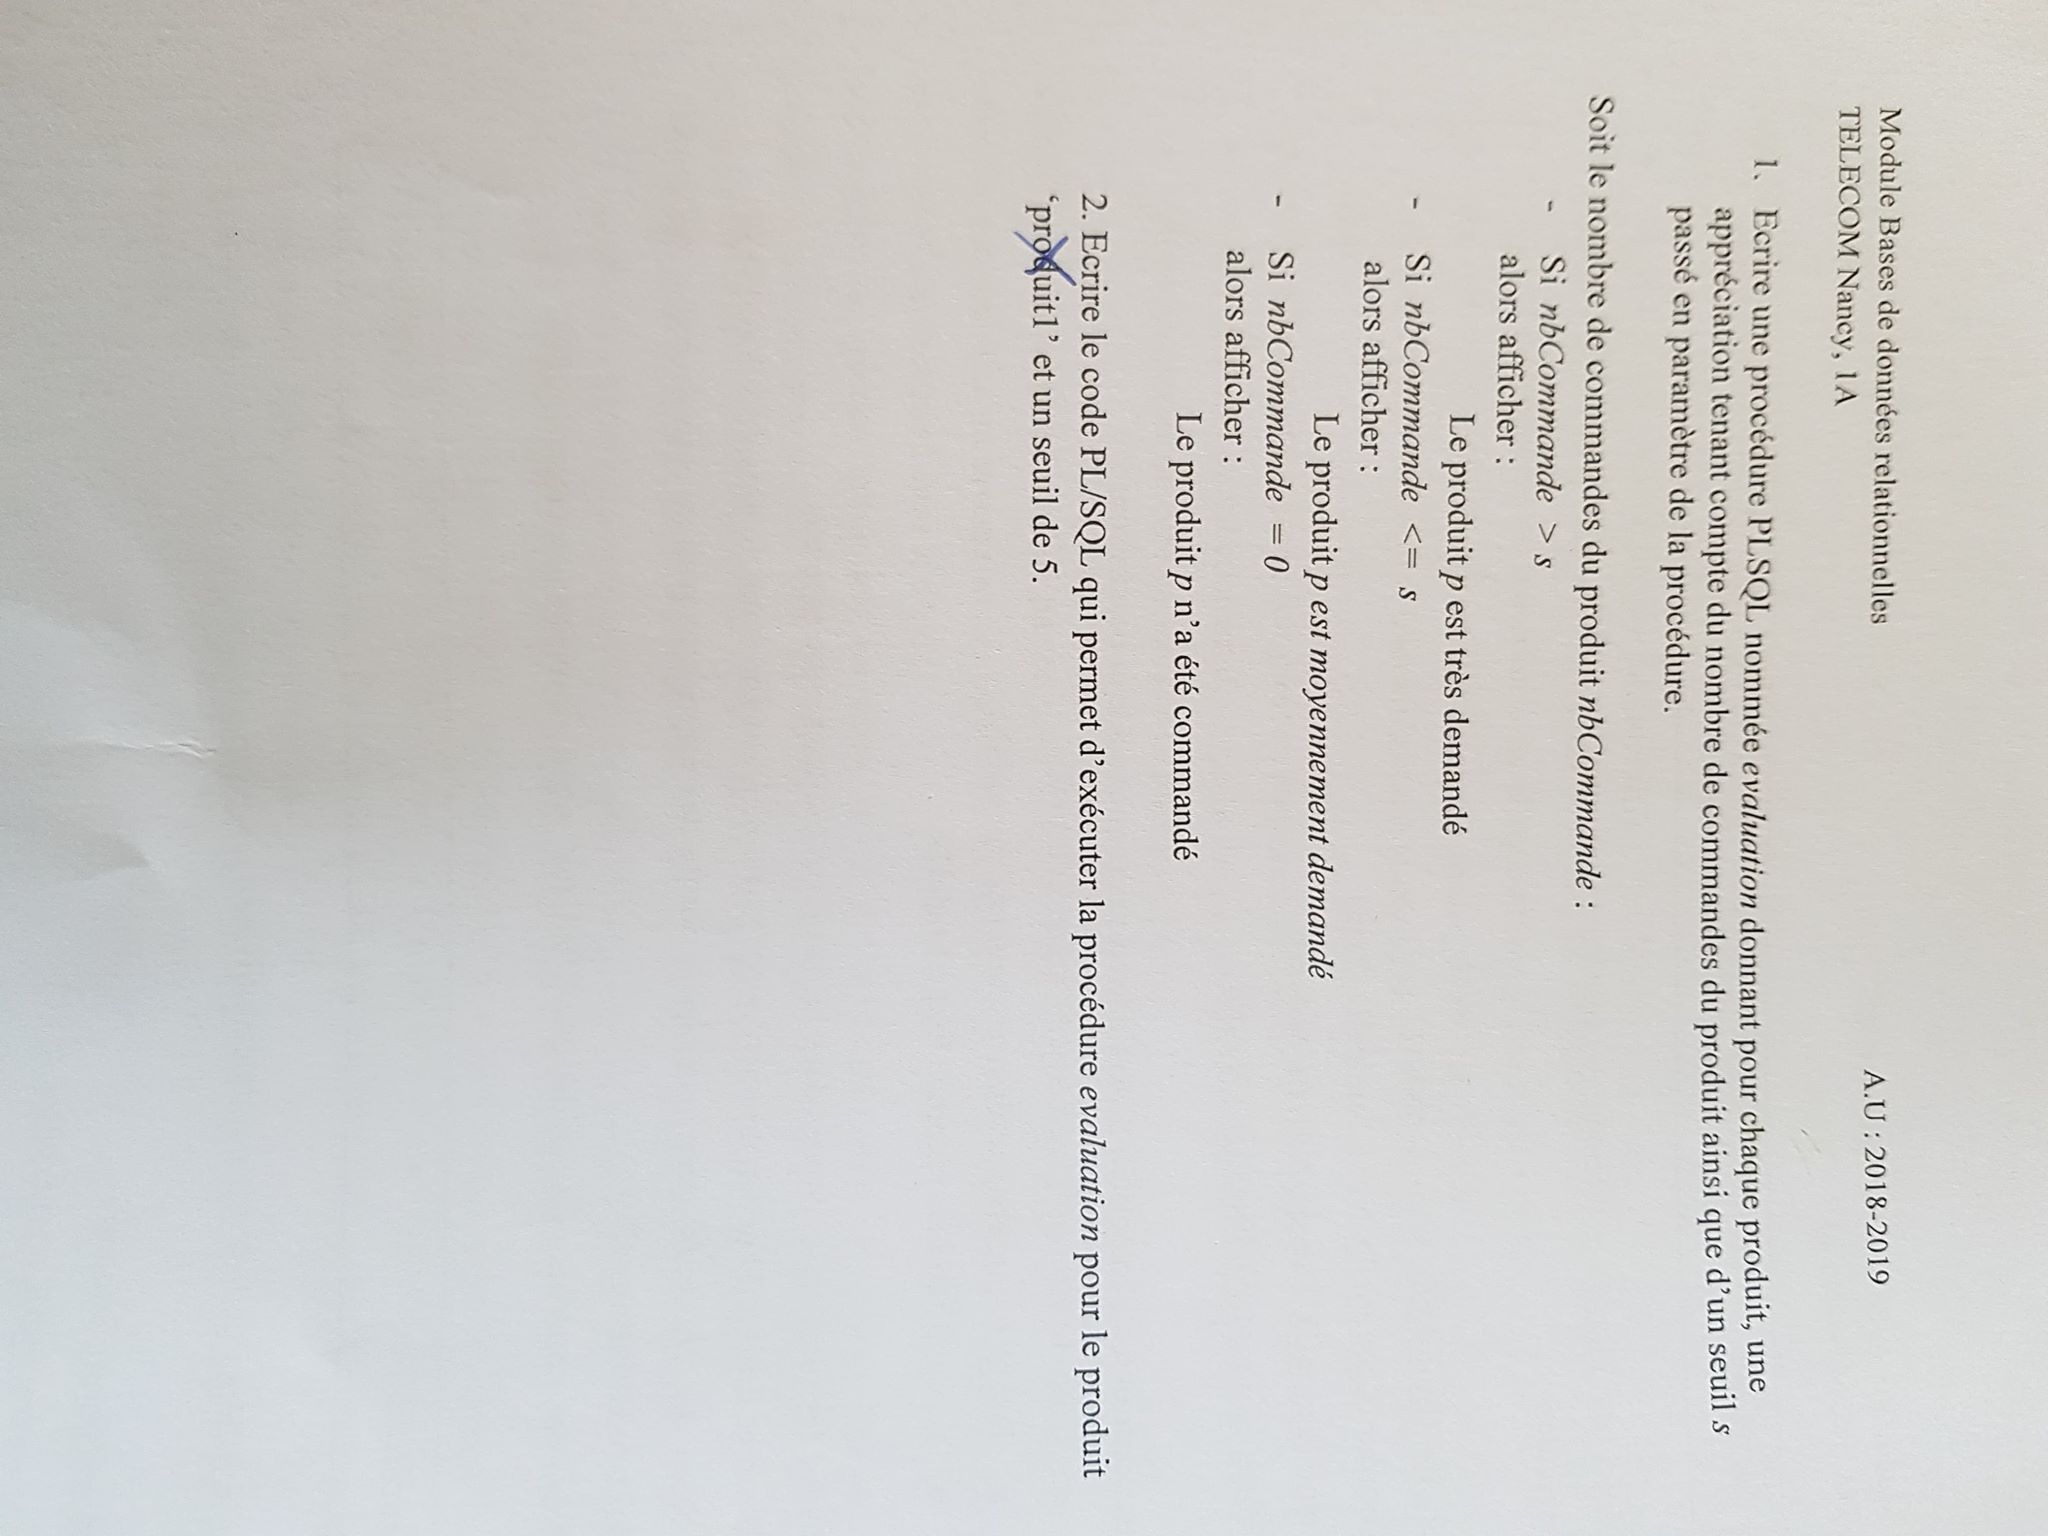 Module Bases de données relationnelles
A.U : 2018-2019
TELECOM Nancy, 1A
1. Ecrire une procédure PLSQL nommée evaluation donnant pour chaque produit, une
appréciation tenant compte du nombre de commandes du produit ainsi que d'un seuil s
passé en paramètre de la procédure.
Soit le nombre de commandes du produit nbCommande :
- Si nbCommande > s
alors afficher :
Le produit p est très demandé
- Si nbCommande <= s
alors afficher :
Le produit p est moyennement demandé
- Si nbCommande = 0
alors afficher :
Le produit p n'a été commandé
2. Ecrire le code PL/SQL qui permet d'exécuter la procédure evaluation pour le produit
‘produit1’ et un seuil de 5.